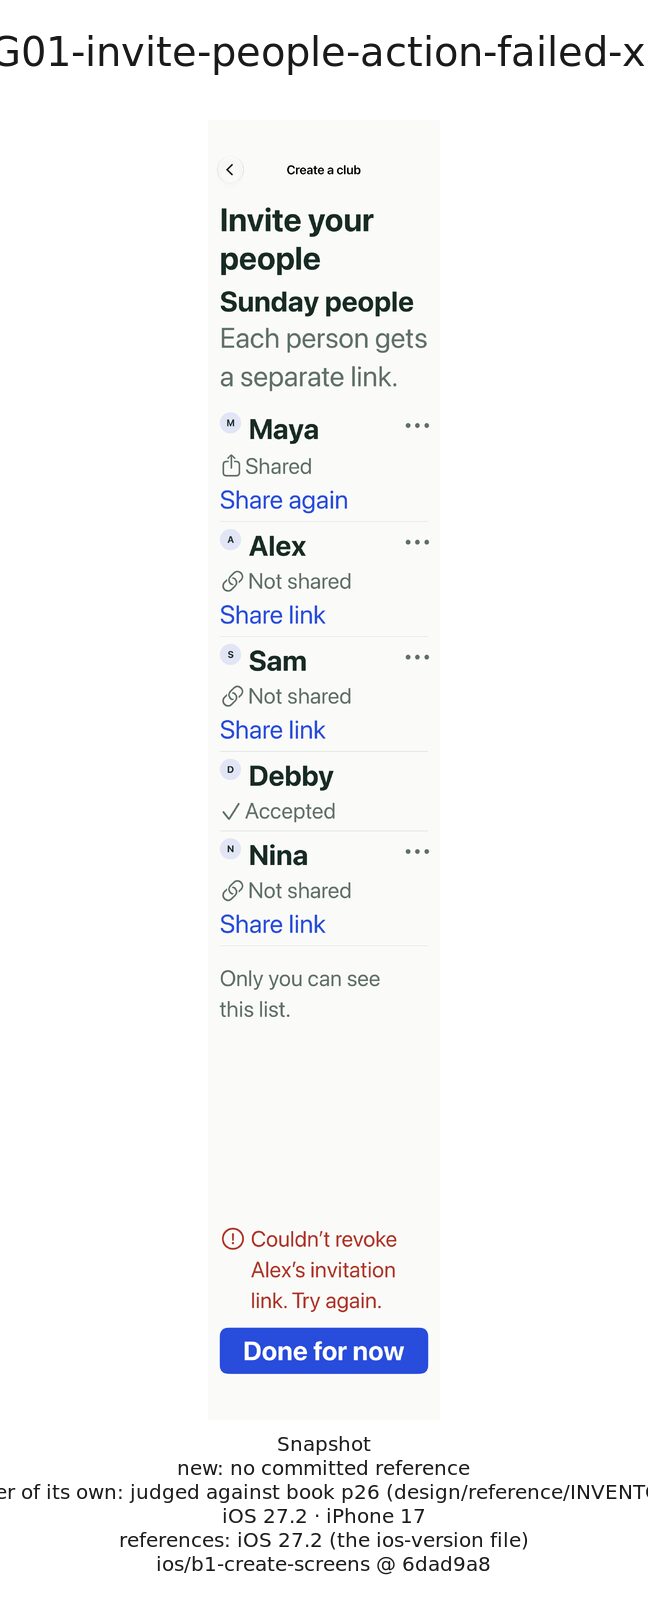 G01-invite-people-action-failed-x
Create a club
Invite your
people
Sunday people
Each person gets
a separate link.
M Maya
Shared
Share again
A Alex
Not shared
Share link
S Sam
Not shared
Share link
D Debby
Accepted
N Nina
Not shared
Share link
Only you can see
this list.
Couldn’t revoke
Alex’s invitation
link. Try again.
Done for now
Snapshot
new: no committed reference
er of its own: judged against book p26 (design/reference/INVENTO
iOS 27.2 · iPhone 17
references: iOS 27.2 (the ios-version file)
ios/b1-create-screens @ 6dad9a8